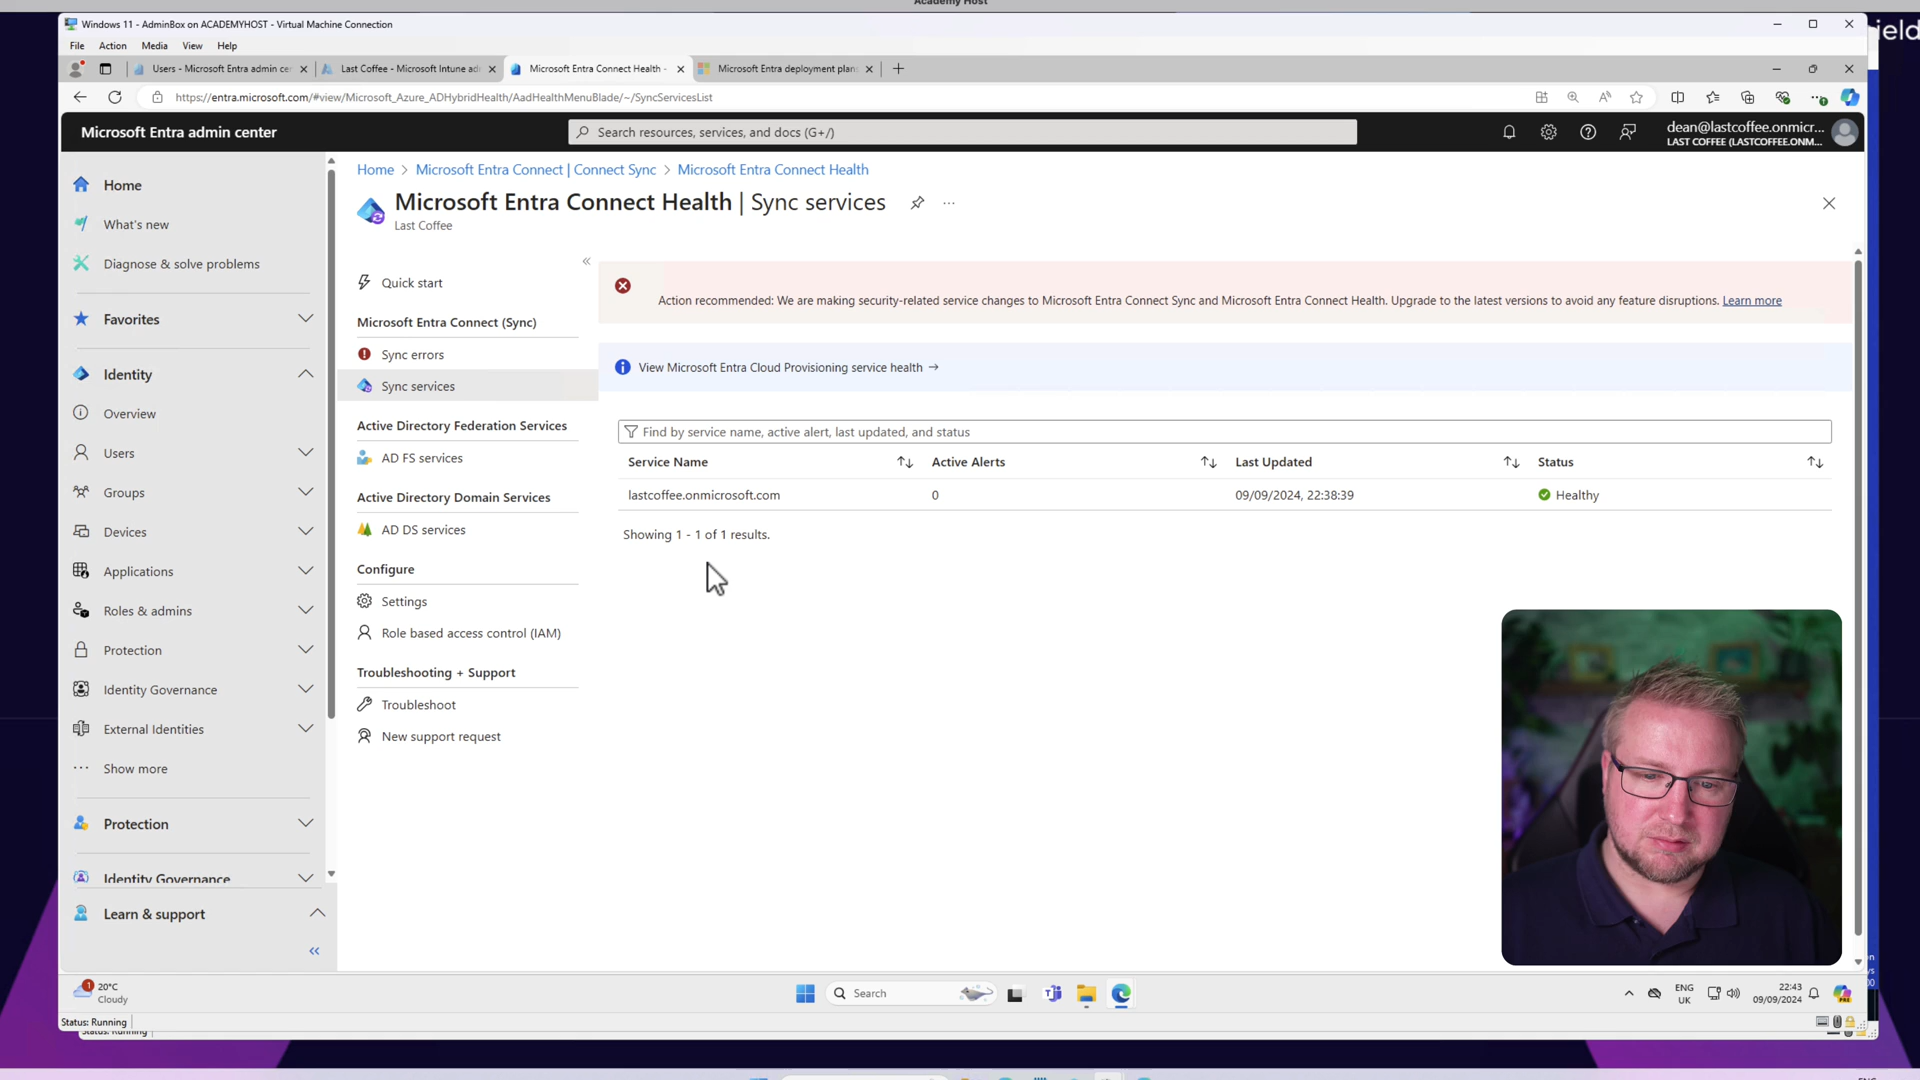 Academy Host
ield
Windows 11 - AdminBox on ACADEMYHOST - Virtual Machine Connection
File Action Media View Help
Users - Microsoft Entra admin cen
Last Coffee - Microsoft Intune adm
Microsoft Entra Connect Health -
Microsoft Entra deployment plans
https://entra.microsoft.com/#view/Microsoft_Azure_ADHybridHealth/AadHealthMenuBlade/~/SyncServicesList
Microsoft Entra admin center
Search resources, services, and docs (G+/)
dean@lastcoffee.onmicr...
LAST COFFEE (LASTCOFFEE.ONM...
Home
What's new
Diagnose & solve problems
Favorites
Identity
Overview
Users
Groups
Devices
Applications
Roles & admins
Protection
Identity Governance
External Identities
Show more
Protection
Identity Governance
Learn & support
Home > Microsoft Entra Connect | Connect Sync > Microsoft Entra Connect Health
Microsoft Entra Connect Health | Sync services
Last Coffee
Quick start
Microsoft Entra Connect (Sync)
Sync errors
Sync services
Active Directory Federation Services
AD FS services
Active Directory Domain Services
AD DS services
Configure
Settings
Role based access control (IAM)
Troubleshooting + Support
Troubleshoot
New support request
Action recommended: We are making security-related service changes to Microsoft Entra Connect Sync and Microsoft Entra Connect Health. Upgrade to the latest versions to avoid any feature disruptions. Learn more
View Microsoft Entra Cloud Provisioning service health →
Find by service name, active alert, last updated, and status
Service Name Active Alerts Last Updated Status
lastcoffee.onmicrosoft.com 0 09/09/2024, 22:38:39 Healthy
Showing 1 - 1 of 1 results.
1
20°C
Cloudy
Search
ENG
UK
22:43
09/09/2024
Status: Running